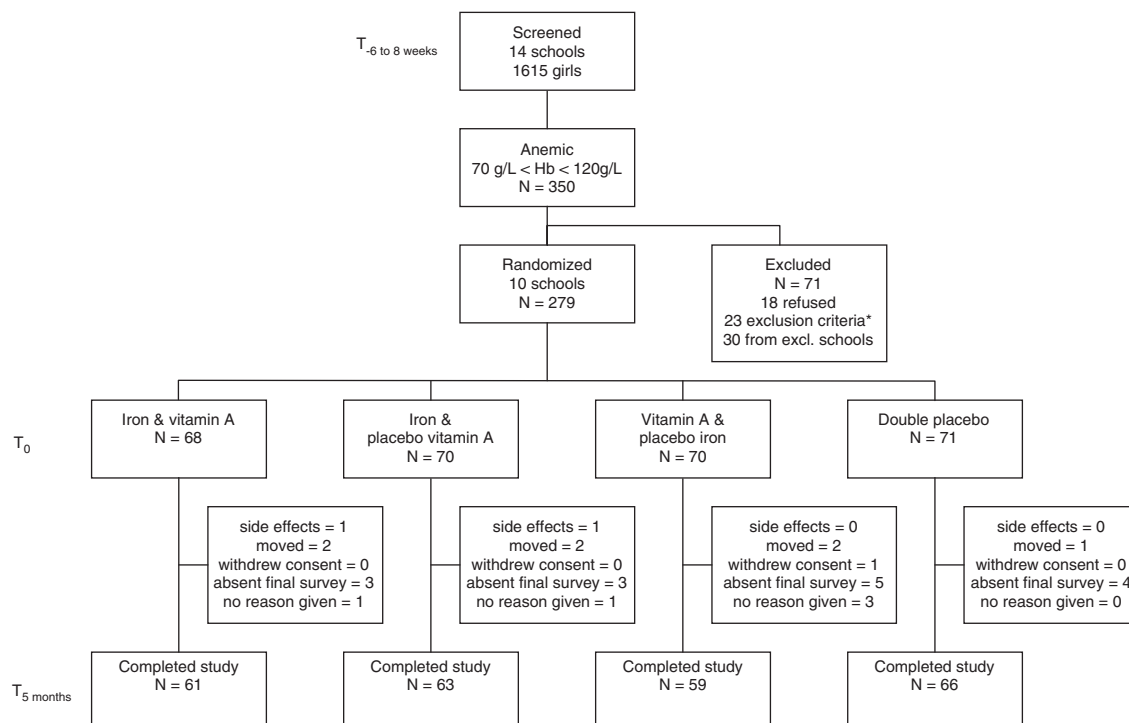 T-6 to 8 weeks
Screened
14 schools
1615 girls
Anemic
70 g/L < Hb < 120g/L
N = 350
Randomized
10 schools
N = 279
Excluded
N = 71
18 refused
23 exclusion criteria*
30 from excl. schools
T0
Iron & vitamin A
N = 68
Iron &
placebo vitamin A
N = 70
Vitamin A &
placebo iron
N = 70
Double placebo
N = 71
side effects = 1
moved = 2
withdrew consent = 0
absent final survey = 3
no reason given = 1
side effects = 1
moved = 2
withdrew consent = 0
absent final survey = 3
no reason given = 1
side effects = 0
moved = 2
withdrew consent = 1
absent final survey = 5
no reason given = 3
side effects = 0
moved = 1
withdrew consent = 0
absent final survey = 4
no reason given = 0
T5 months
Completed study
N = 61
Completed study
N = 63
Completed study
N = 59
Completed study
N = 66